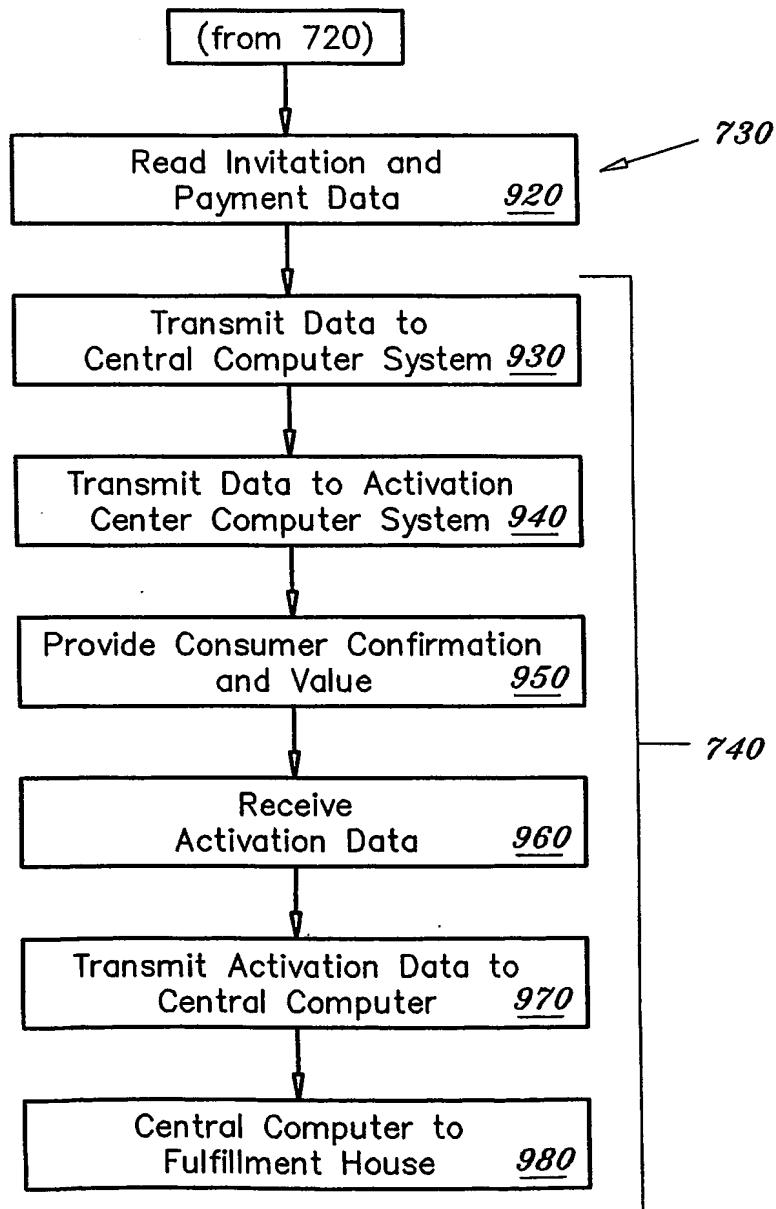 (from 720)
730
Read Invitation and
Payment Data 920
Transmit Data to
Central Computer System 930
Transmit Data to Activation
Center Computer System 940
Provide Consumer Confirmation
and Value 950
740
Receive
Activation Data 960
Transmit Activation Data to
Central Computer 970
Central Computer to
Fulfillment House 980